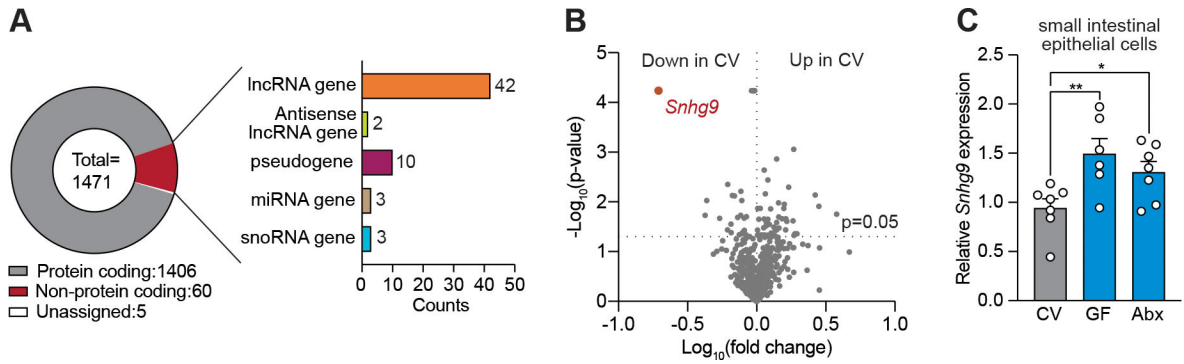 A
Total=
1471
Protein coding:1406
Non-protein coding:60
Unassigned:5
lncRNA gene
42
Antisense
lncRNA gene
2
pseudogene
10
miRNA gene
3
snoRNA gene
3
0 10 20 30 40 50
Counts
B
-Log10(p-value)
5
4
3
2
1
0
Down in CV
Up in CV
Snhg9
p=0.05
-1.0 -0.5 0.0 0.5 1.0
Log10(fold change)
C
small intestinal
epithelial cells
Relative Snhg9 expression
2.5
2.0
1.5
1.0
0.5
0.0
*
**
CV GF Abx